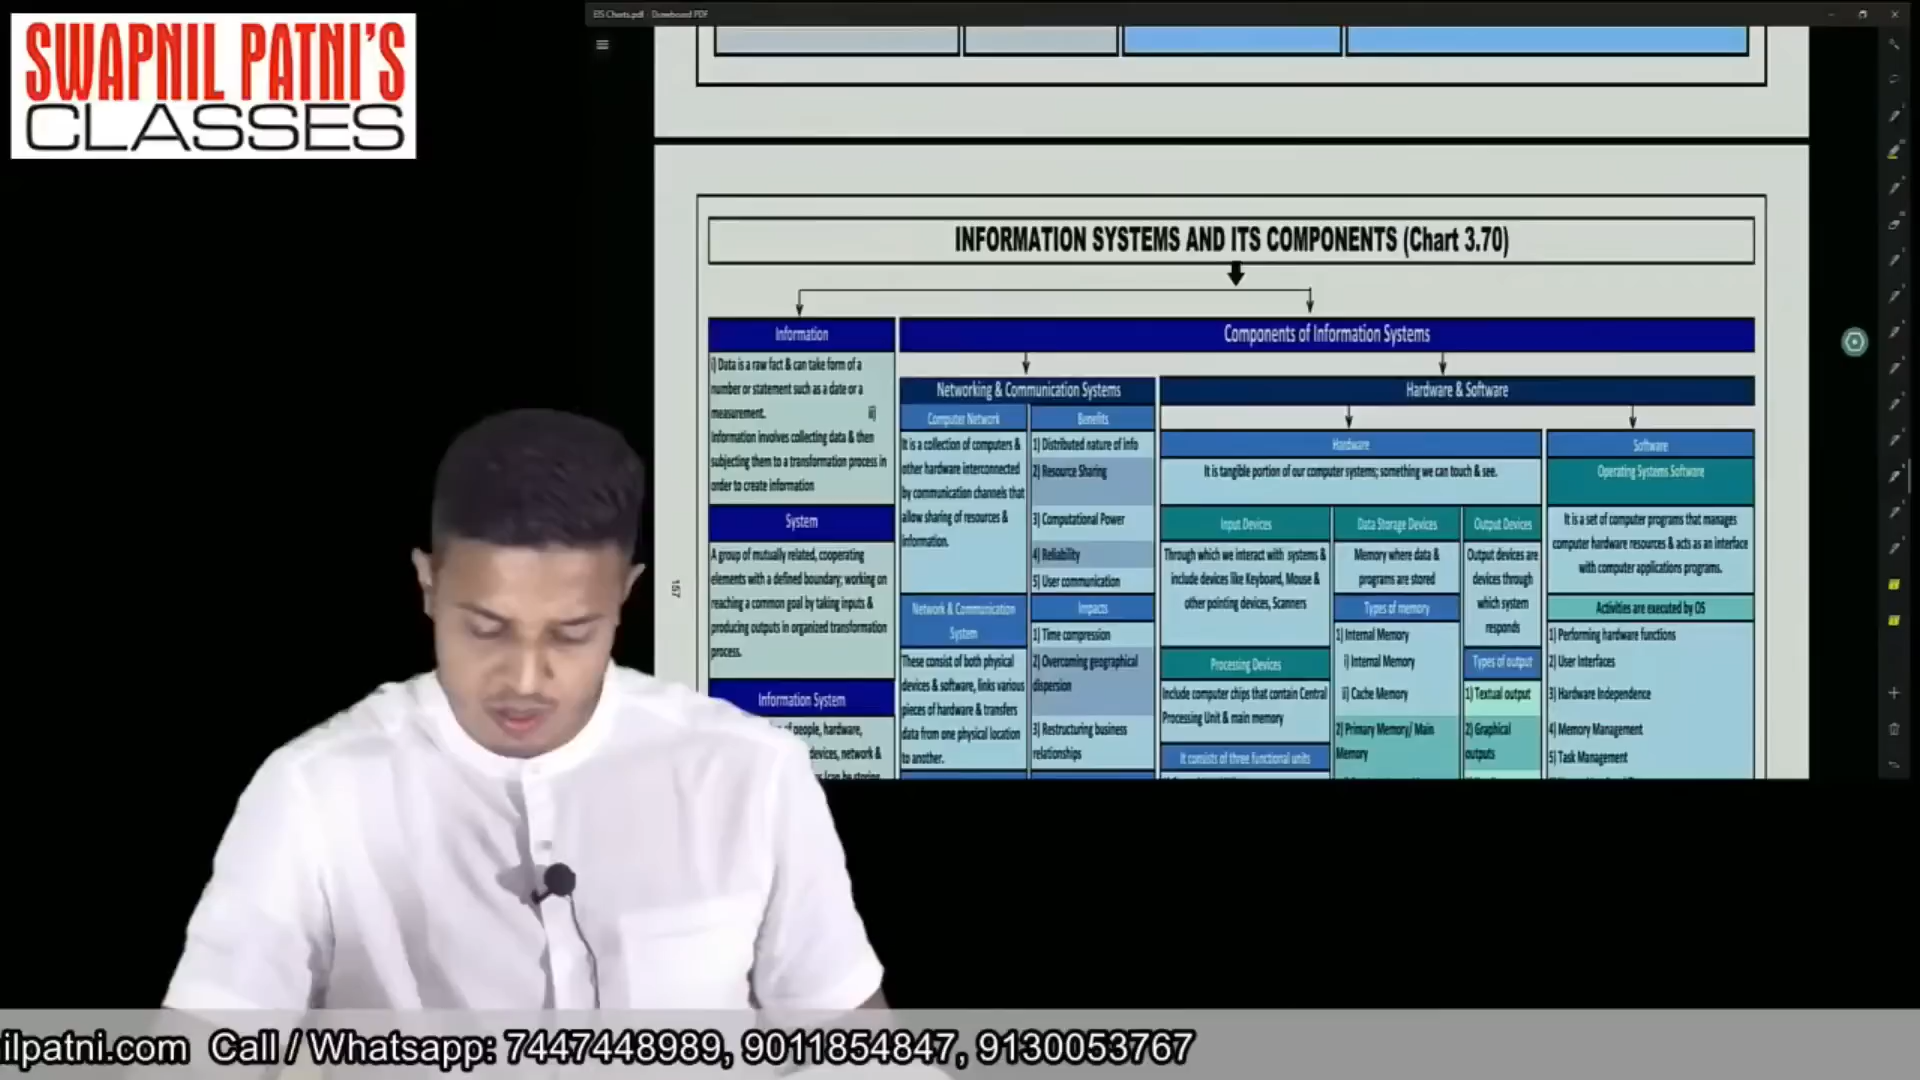 SWAPNIL PATNI'S
CLASSES
EIS Charts.pdf - Drawboard PDF
INFORMATION SYSTEMS AND ITS COMPONENTS (Chart 3.70)
Information
i) Data is a raw fact & can take form of a
number or statement such as a date or a
measurement. ii)
Information involves collecting data & then
subjecting them to a transformation process in
order to create information
System
A group of mutually related, cooperating
elements with a defined boundary; working on
reaching a common goal by taking inputs &
producing outputs in organized transformation
process.
Information System
of people, hardware,
devices, network &
Components of Information Systems
Networking & Communication Systems
Computer Network
It is a collection of computers &
other hardware interconnected
by communication channels that
allow sharing of resources &
information.
Network & Communication
System
These consist of both physical
devices & software, links various
pieces of hardware & transfers
data from one physical location
to another.
Benefits
1) Distributed nature of info
2) Resource Sharing
3) Computational Power
4) Reliability
5) User communication
Impacts
1) Time compression
2) Overcoming geographical
dispersion
3) Restructuring business
relationships
Hardware & Software
Hardware
It is tangible portion of our computer systems; something we can touch & see.
Input Devices
Through which we interact with systems &
include devices like Keyboard, Mouse &
other pointing devices, Scanners
Processing Devices
Include computer chips that contain Central
Processing Unit & main memory
It consists of three functional units
Data Storage Devices
Memory where data &
programs are stored
Types of memory
1) Internal Memory
i) Internal Memory
ii) Cache Memory
2) Primary Memory/ Main
Memory
Output Devices
Output devices are
devices through
which system
responds
Types of output
1) Textual output
2) Graphical
outputs
Software
Operating Systems Software
It is a set of computer programs that manages
computer hardware resources & acts as an interface
with computer applications programs.
Activities are executed by OS
1) Performing hardware functions
2) User Interfaces
3) Hardware Independence
4) Memory Management
5) Task Management
157
ilpatni.com Call / Whatsapp: 7447448989, 9011854847, 9130053767